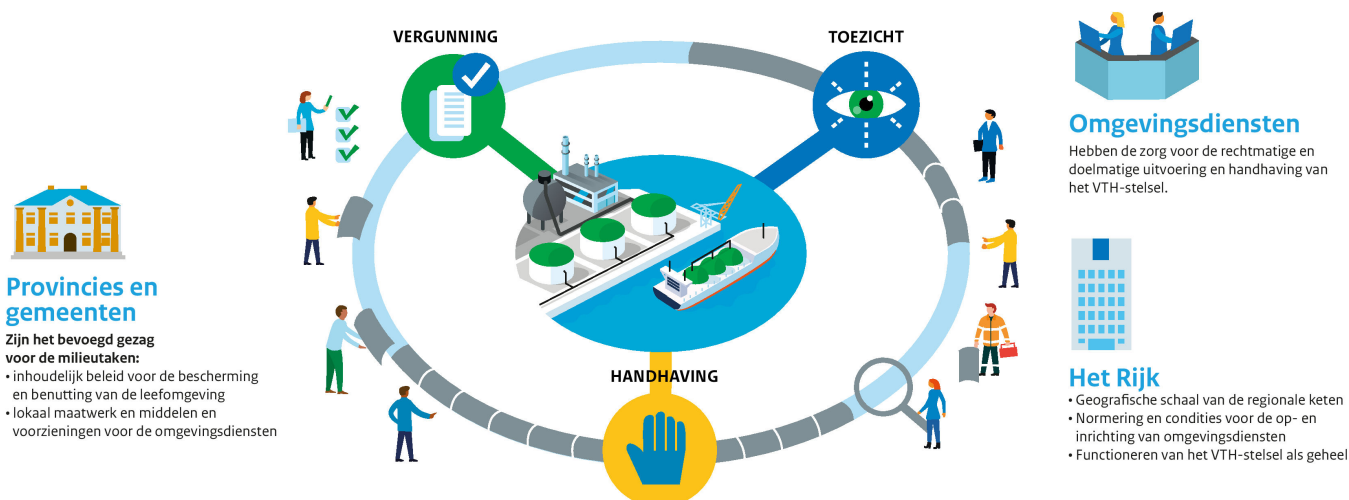 VERGUNNING
TOEZICHT
HANDHAVING
Provincies en
gemeenten
Zijn het bevoegd gezag
voor de milieutaken:
• inhoudelijk beleid voor de bescherming
en benutting van de leefomgeving
• lokaal maatwerk en middelen en
voorzieningen voor de omgevingsdiensten
Omgevingsdiensten
Hebben de zorg voor de rechtmatige en
doelmatige uitvoering en handhaving van
het VTH-stelsel.
Het Rijk
• Geografische schaal van de regionale keten
• Normering en condities voor de op- en
inrichting van omgevingsdiensten
• Functioneren van het VTH-stelsel als geheel